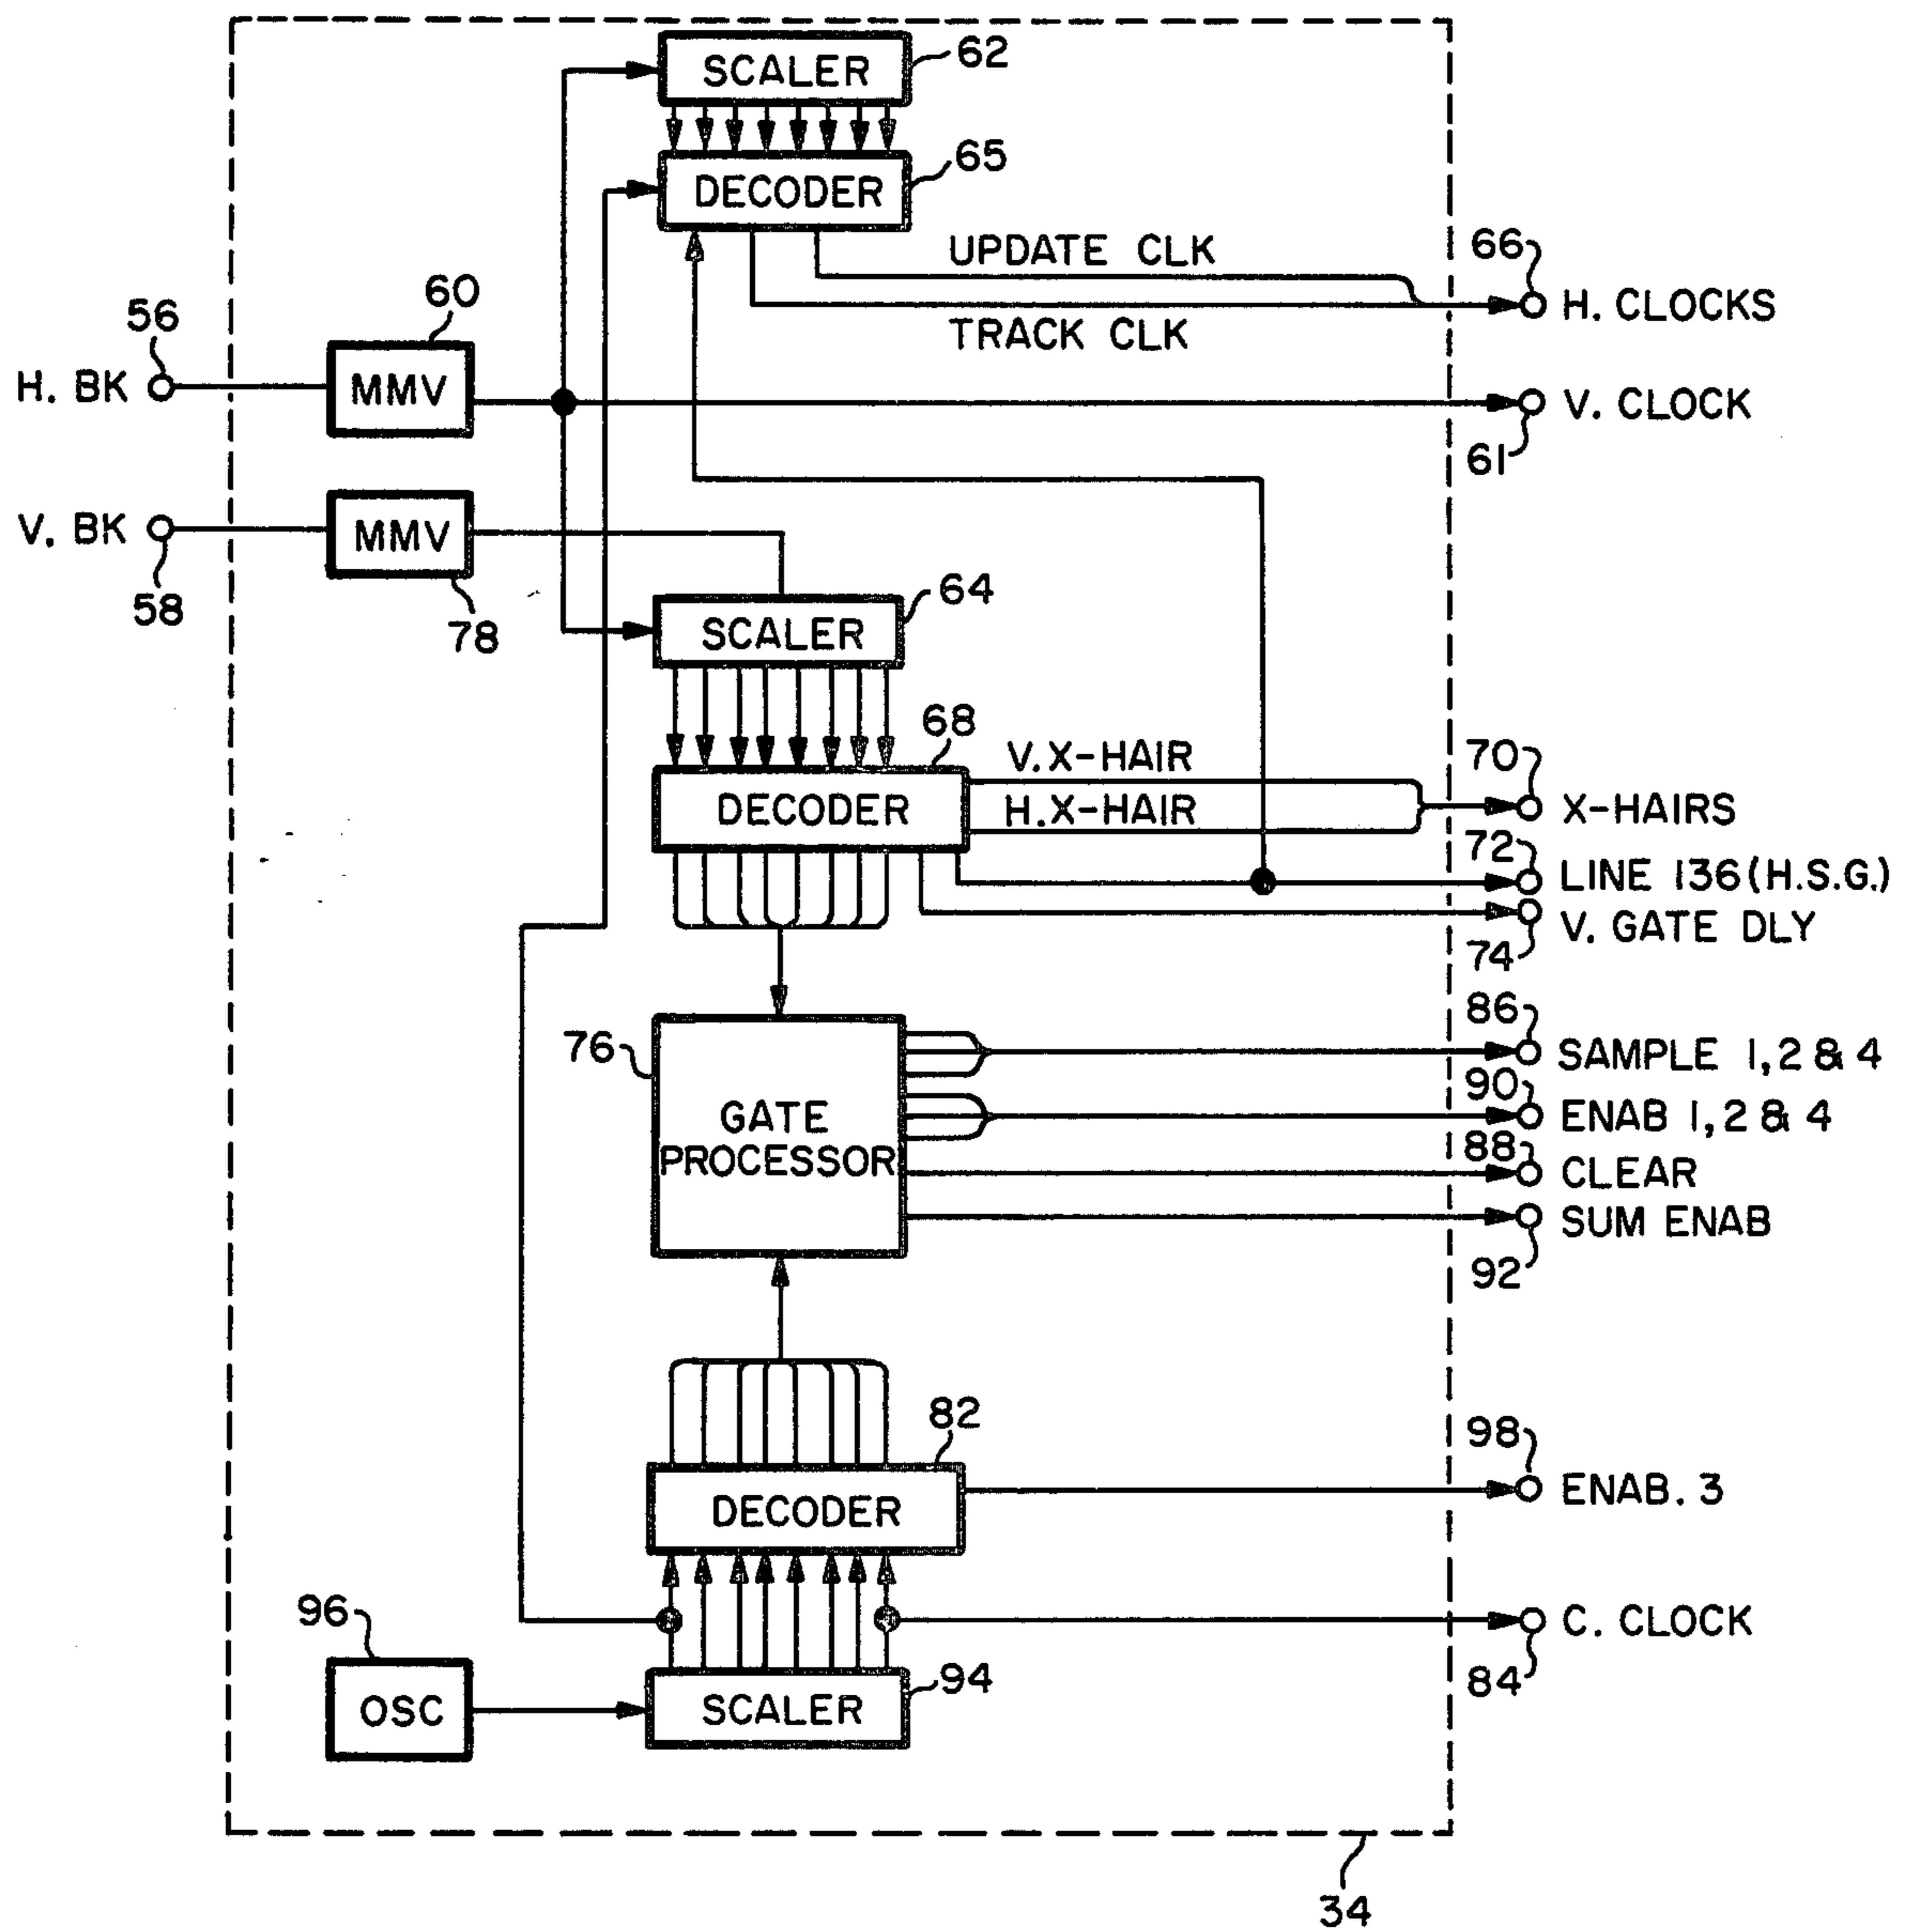 SCALER
62
DECODER
65
UPDATE CLK
66
H. CLOCKS
TRACK CLK
60
56
H. BK
MMV
V. CLOCK
61
V. BK
58
MMV
78
64
SCALER
68
V.X-HAIR
70
DECODER
H.X-HAIR
X-HAIRS
72
LINE 136 (H.S.G.)
V. GATE DLY
74
86
76
SAMPLE 1,2 & 4
90
GATE
PROCESSOR
ENAB 1,2 & 4
88
CLEAR
SUM ENAB
92
82
98
DECODER
ENAB. 3
96
C. CLOCK
84
OSC
SCALER
94
34